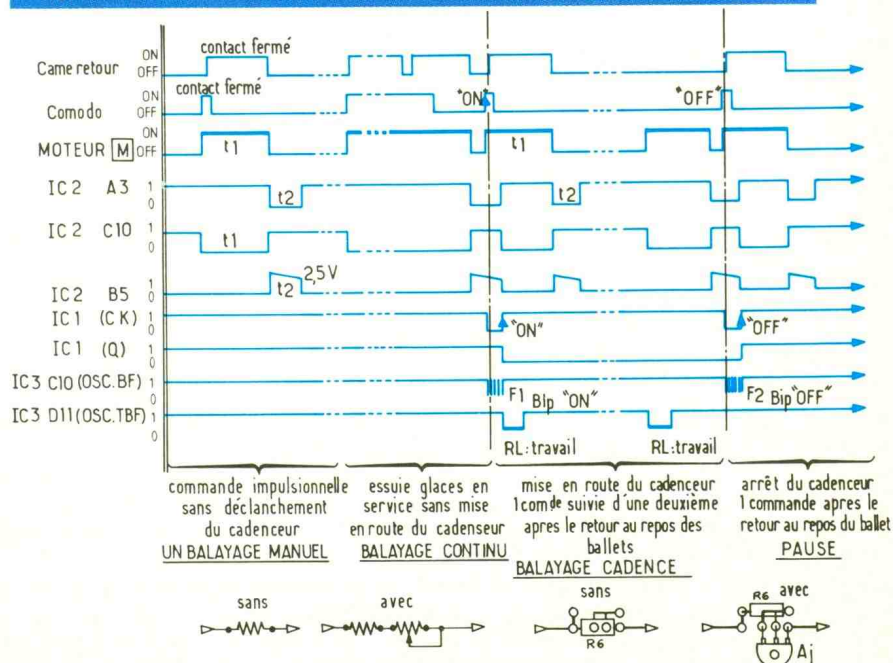 contact fermé
Came retour ON OFF
contact fermé
Comodo ON OFF "ON" "OFF"
MOTEUR M ON OFF t1 t1
IC2 A3 1 0 t2 t2
IC2 C10 1 0 t1
IC2 B5 1 0 t2 2,5V
IC1 (CK) 1 0 "ON" "OFF"
IC1 (Q) 1 0
IC3 C10 (OSC.BF) 1 0 F1 Bip "ON" F2 Bip "OFF"
IC3 D11 (OSC.TBF) 1 0
RL:travail RL:travail
commande impulsionnelle
sans déclanchement
du cadenceur
UN BALAYAGE MANUEL
essuie glaces en
service sans mise
en route du cadenseur
BALAYAGE CONTINU
mise en route du cadenceur
1 comde suivie d'une deuxième
apres le retour au repos des
ballets
BALAYAGE CADENCE
arrêt du cadenceur
1 commande apres le
retour au repos du ballet
PAUSE
sans
avec
sans
R6
avec
R6
Aj